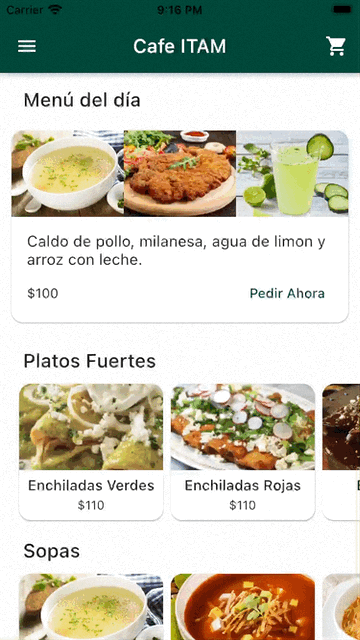 Carrier 9:16 PM
Cafe ITAM
Menú del día
Caldo de pollo, milanesa, agua de limon y
arroz con leche.
$100 Pedir Ahora
Platos Fuertes
Enchiladas Verdes Enchiladas Rojas
$110 $110
Sopas